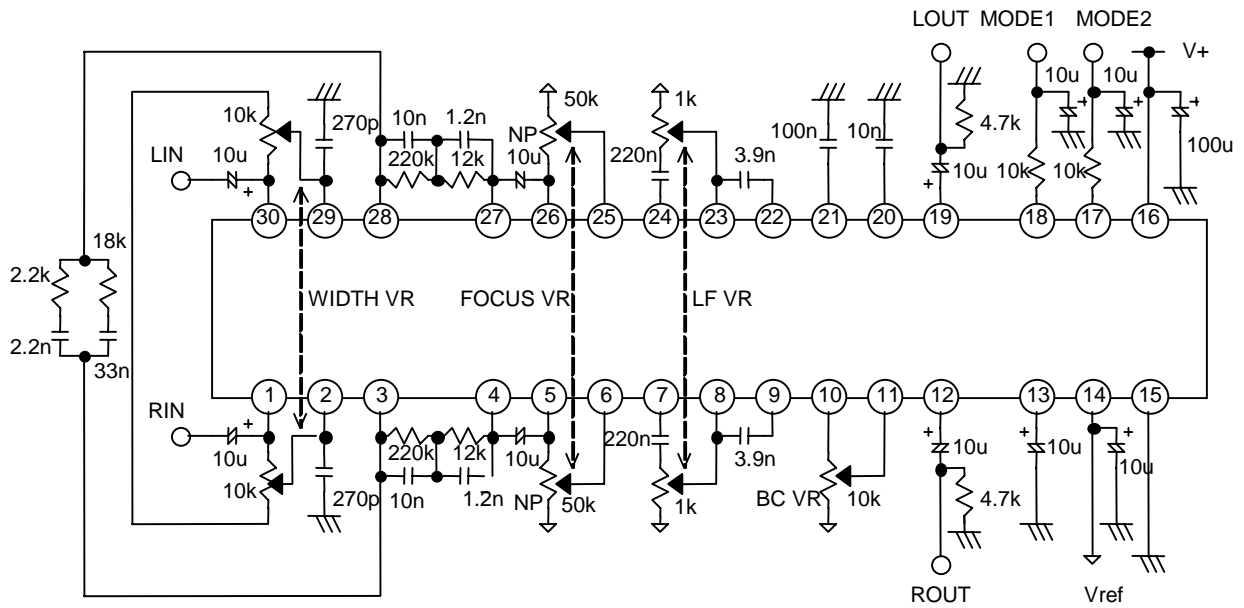 LOUT MODE1 MODE2
V+
10u 10u
50k 1k
10k 10n 1.2n
270p NP 4.7k
LIN 10u 220k 12k 10u 220n 3.9n 100n 10n 10u 10k 10k 100u
+ + + + +
30 29 28 27 26 25 24 23 22 21 20 19 18 17 16
18k
2.2k
WIDTH VR FOCUS VR LF VR
2.2n
33n
1 2 3 4 5 6 7 8 9 10 11 12 13 14 15
RIN + + + +
10u 220k 12k 10u 220n 3.9n 10u 10u 10u
10k 270p 10n 1.2n NP 50k 1k BC VR 10k 4.7k
ROUT Vref